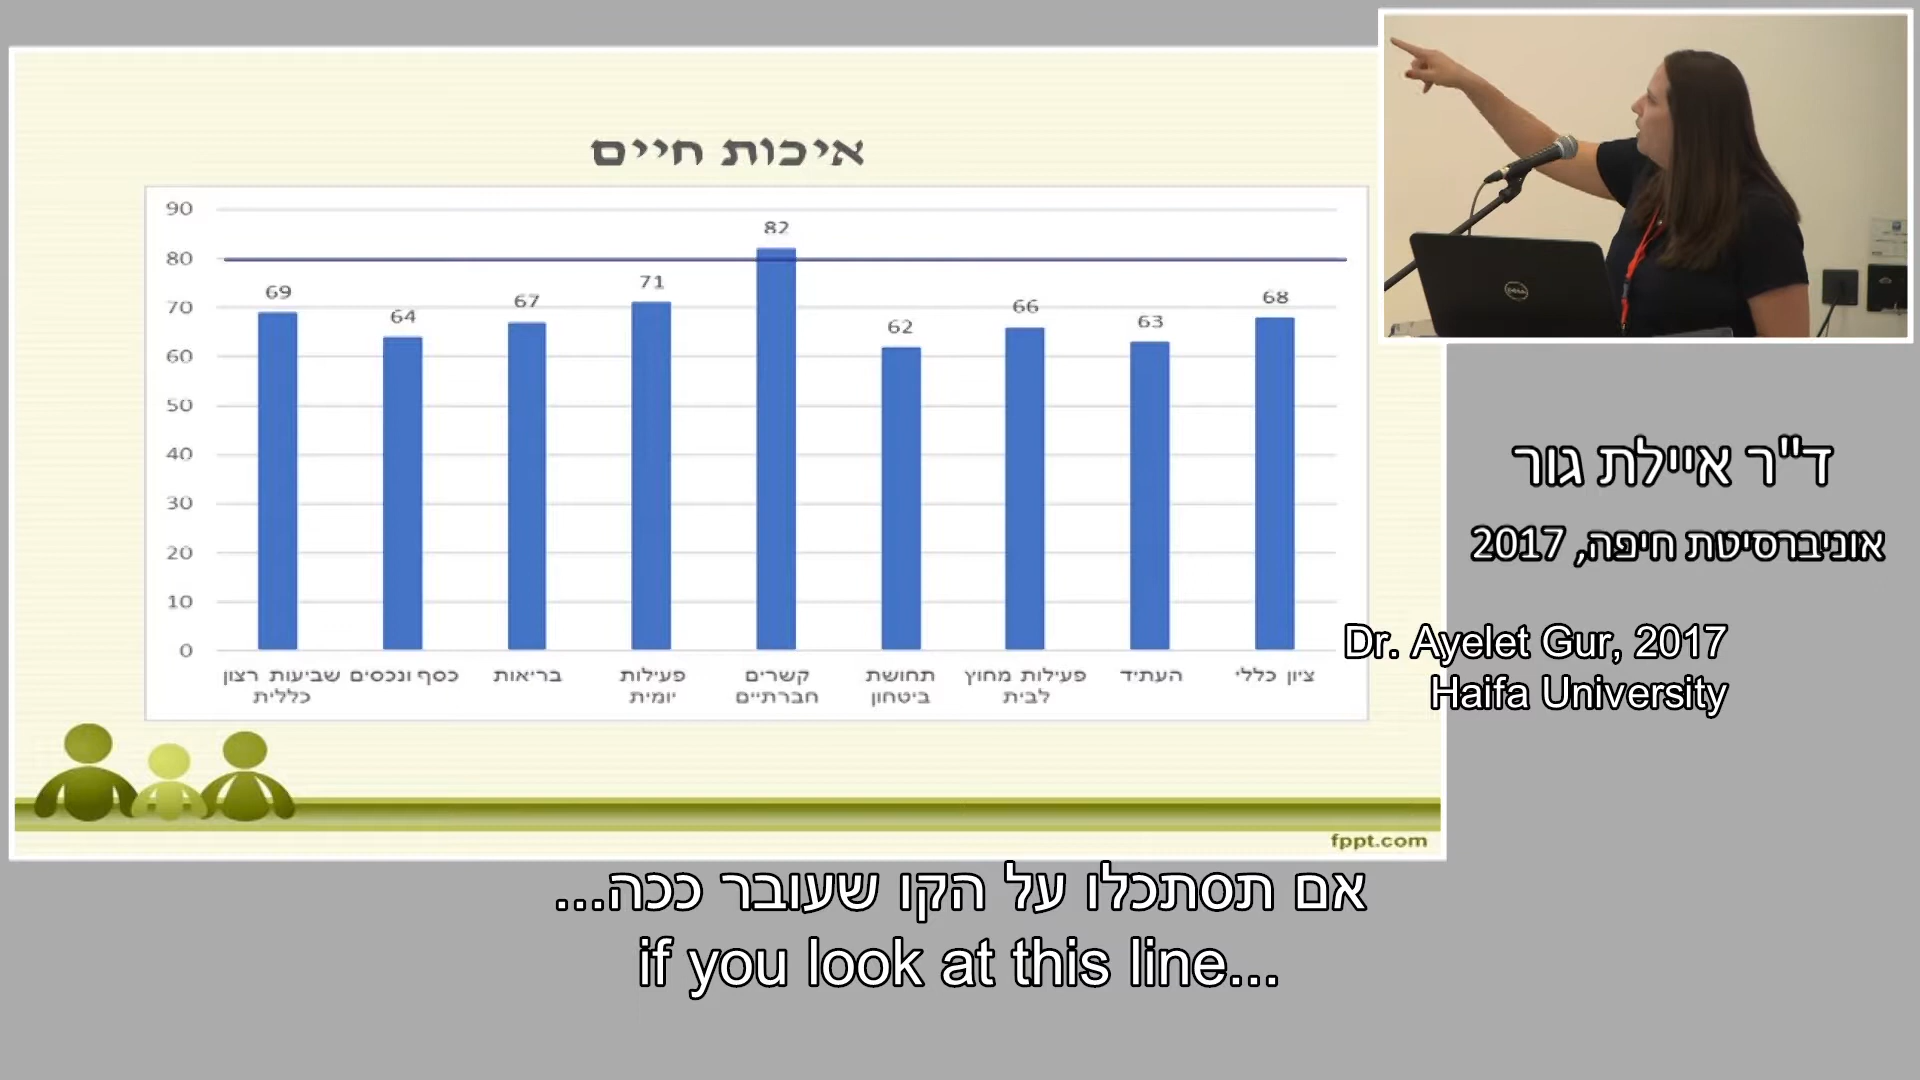 איכות חיים
90
80
70
60
50
40
30
20
10
0
69
64
67
71
82
62
66
63
68
שביעות רצון
כללית
כסף ונכסים
בריאות
פעילות
יומית
קשרים
חברתיים
תחושת
ביטחון
פעילות מחוץ
לבית
העתיד
ציון כללי
fppt.com
DELL
ד"ר איילת גור
אוניברסיטת חיפה, 2017
Dr. Ayelet Gur, 2017
Haifa University
אם תסתכלו על הקו שעובר ככה...
if you look at this line...